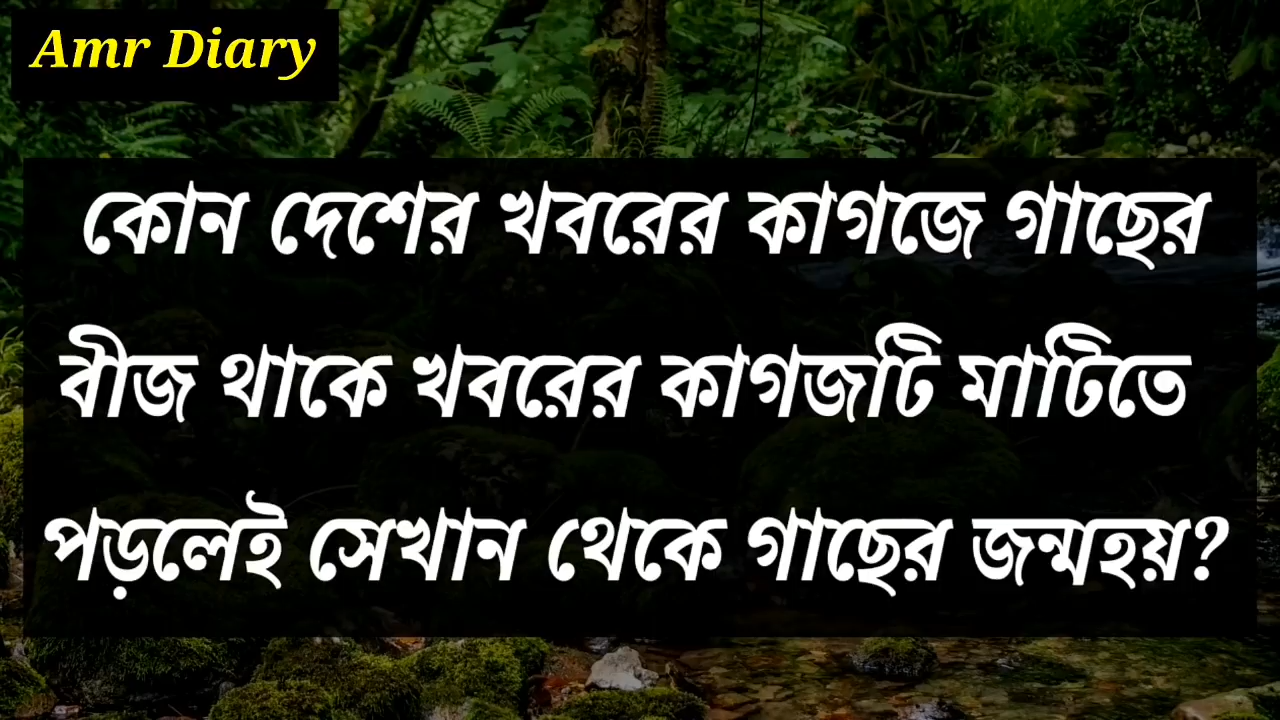 Amr Diary
কোন দেশের খবরের কাগজে গাছের
বীজ থাকে খবরের কাগজটি মাটিতে
পড়লেই সেখান থেকে গাছের জন্মহয়?